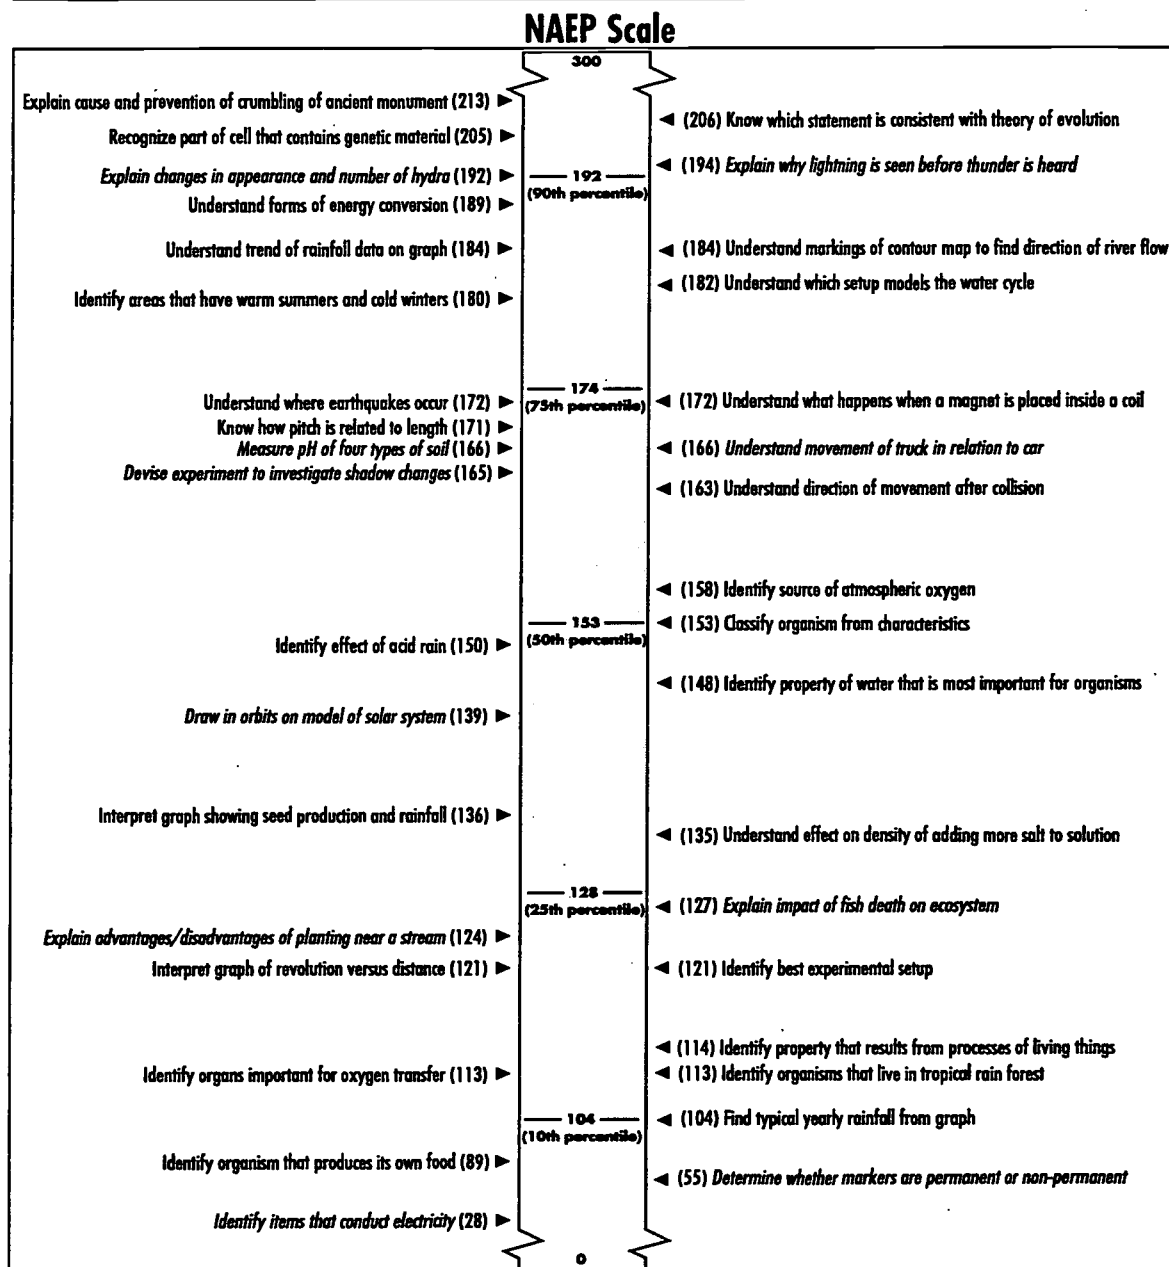 NAEP Scale
300
Explain cause and prevention of crumbling of ancient monument (213) ►
◄ (206) Know which statement is consistent with theory of evolution
Recognize part of cell that contains genetic material (205) ►
◄ (194) Explain why lightning is seen before thunder is heard
Explain changes in appearance and number of hydra (192) ►
192
(90th percentile)
Understand forms of energy conversion (189) ►
Understand trend of rainfall data on graph (184) ►
◄ (184) Understand markings of contour map to find direction of river flow
◄ (182) Understand which setup models the water cycle
Identify areas that have warm summers and cold winters (180) ►
174
(75th percentile)
Understand where earthquakes occur (172) ►
◄ (172) Understand what happens when a magnet is placed inside a coil
Know how pitch is related to length (171) ►
Measure pH of four types of soil (166) ►
◄ (166) Understand movement of truck in relation to car
Devise experiment to investigate shadow changes (165) ►
◄ (163) Understand direction of movement after collision
◄ (158) Identify source of atmospheric oxygen
153
(50th percentile)
◄ (153) Classify organism from characteristics
Identify effect of acid rain (150) ►
◄ (148) Identify property of water that is most important for organisms
Draw in orbits on model of solar system (139) ►
Interpret graph showing seed production and rainfall (136) ►
◄ (135) Understand effect on density of adding more salt to solution
128
(25th percentile)
◄ (127) Explain impact of fish death on ecosystem
Explain advantages/disadvantages of planting near a stream (124) ►
Interpret graph of revolution versus distance (121) ►
◄ (121) Identify best experimental setup
◄ (114) Identify property that results from processes of living things
Identify organs important for oxygen transfer (113) ►
◄ (113) Identify organisms that live in tropical rain forest
104
(10th percentile)
◄ (104) Find typical yearly rainfall from graph
Identify organism that produces its own food (89) ►
◄ (55) Determine whether markers are permanent or non-permanent
Identify items that conduct electricity (28) ►
0